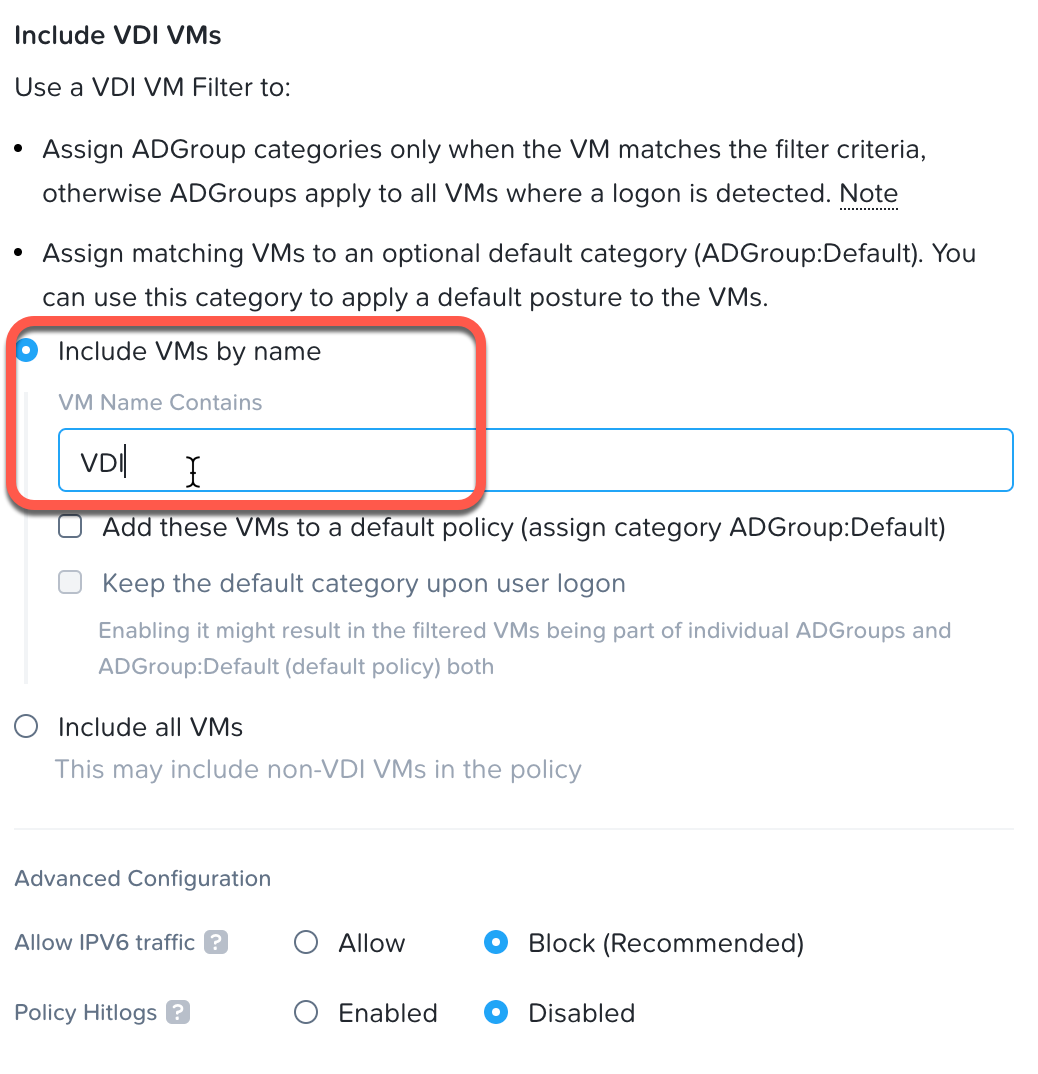 Include VDI VMs
Use a VDI VM Filter to:
• Assign ADGroup categories only when the VM matches the filter criteria,
otherwise ADGroups apply to all VMs where a logon is detected. Note
• Assign matching VMs to an optional default category (ADGroup:Default). You
can use this category to apply a default posture to the VMs.
Include VMs by name
VM Name Contains
VDI
Add these VMs to a default policy (assign category ADGroup:Default)
Keep the default category upon user logon
Enabling it might result in the filtered VMs being part of individual ADGroups and
ADGroup:Default (default policy) both
Include all VMs
This may include non-VDI VMs in the policy
Advanced Configuration
Allow IPV6 traffic ? Allow Block (Recommended)
Policy Hitlogs ? Enabled Disabled